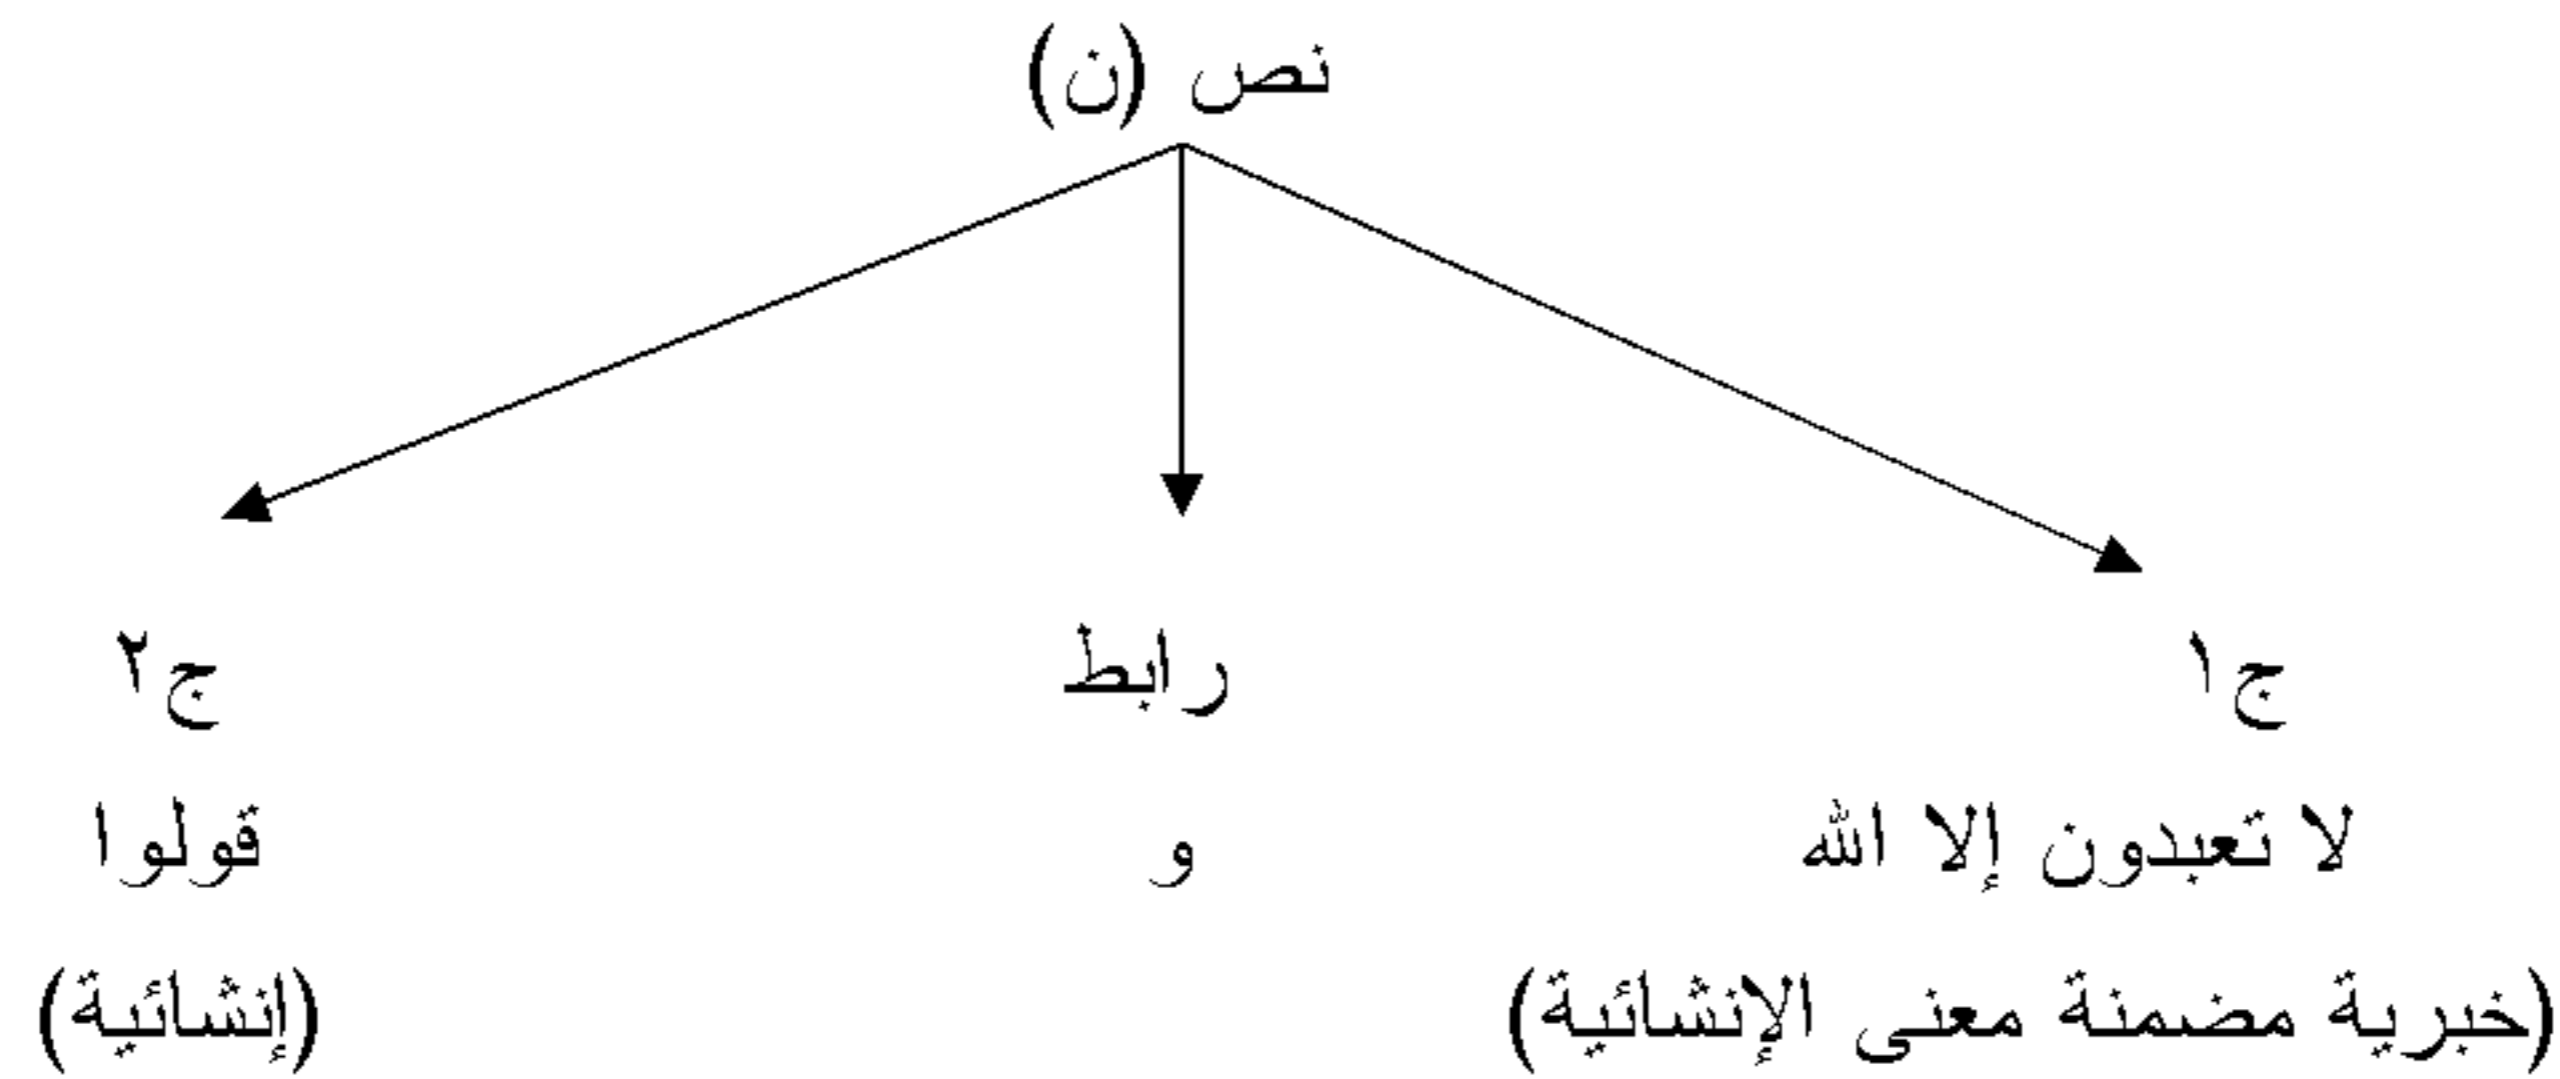 نص (ن)
ج١ رابط ج٢
لا تعبدون إلا الله و قولوا
(خبرية مضمنة معنى الإنشائية) (إنشائية)